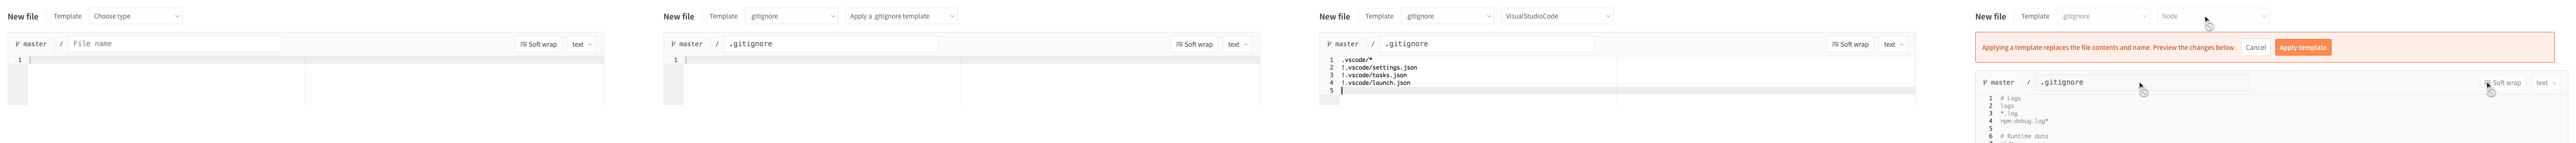 New file Template Choose type
master / File name Soft wrap text
1
New file Template .gitignore Apply a .gitignore template
master / .gitignore Soft wrap text
1
New file Template .gitignore VisualStudioCode
master / .gitignore Soft wrap text
1 .vscode/*
2 !.vscode/settings.json
3 !.vscode/tasks.json
4 !.vscode/launch.json
5
New file Template .gitignore Node
Applying a template replaces the file contents and name. Preview the changes below. Cancel Apply template
master / .gitignore Soft wrap text
1 # Logs
2 logs
3 *.log
4 npm-debug.log*
5
6 # Runtime data